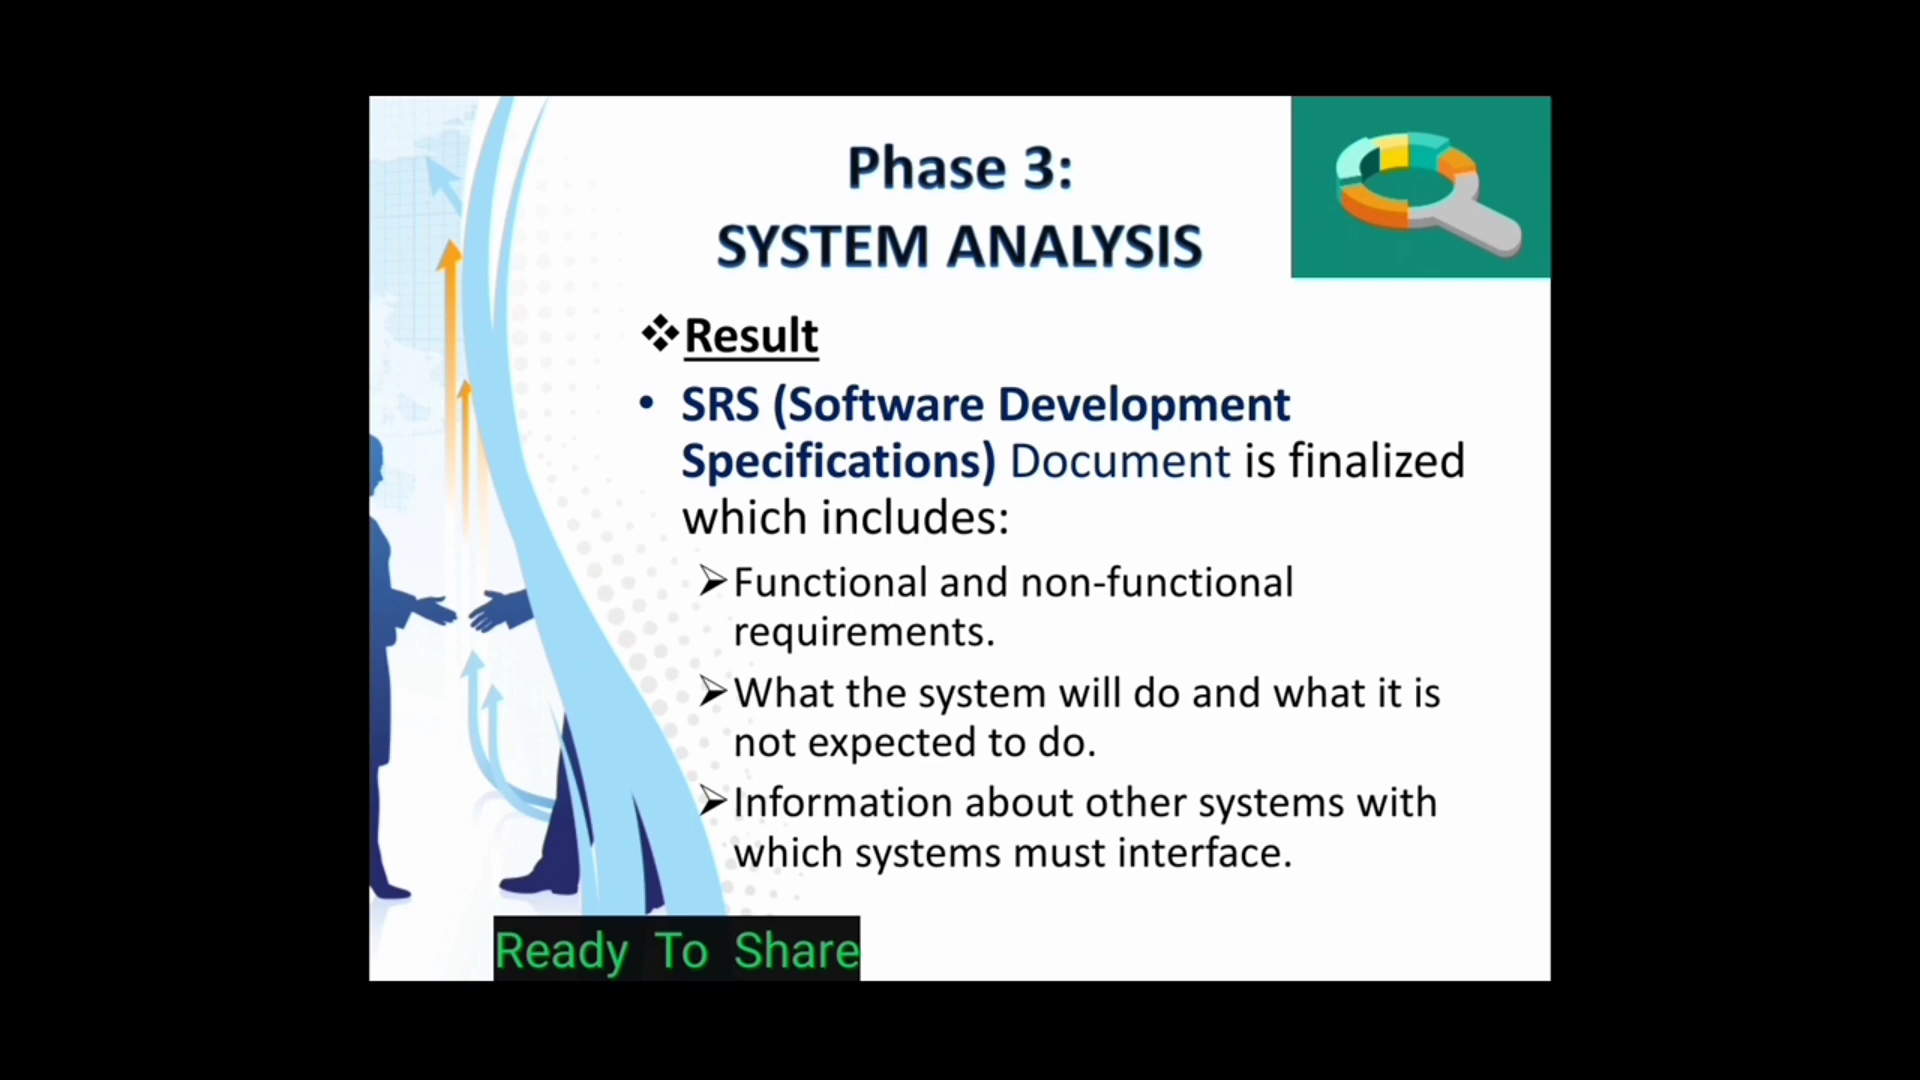 Phase 3:
SYSTEM ANALYSIS
❖Result
• SRS (Software Development
Specifications) Document is finalized
which includes:
➢Functional and non-functional
requirements.
➢What the system will do and what it is
not expected to do.
➢Information about other systems with
which systems must interface.
Ready To Share